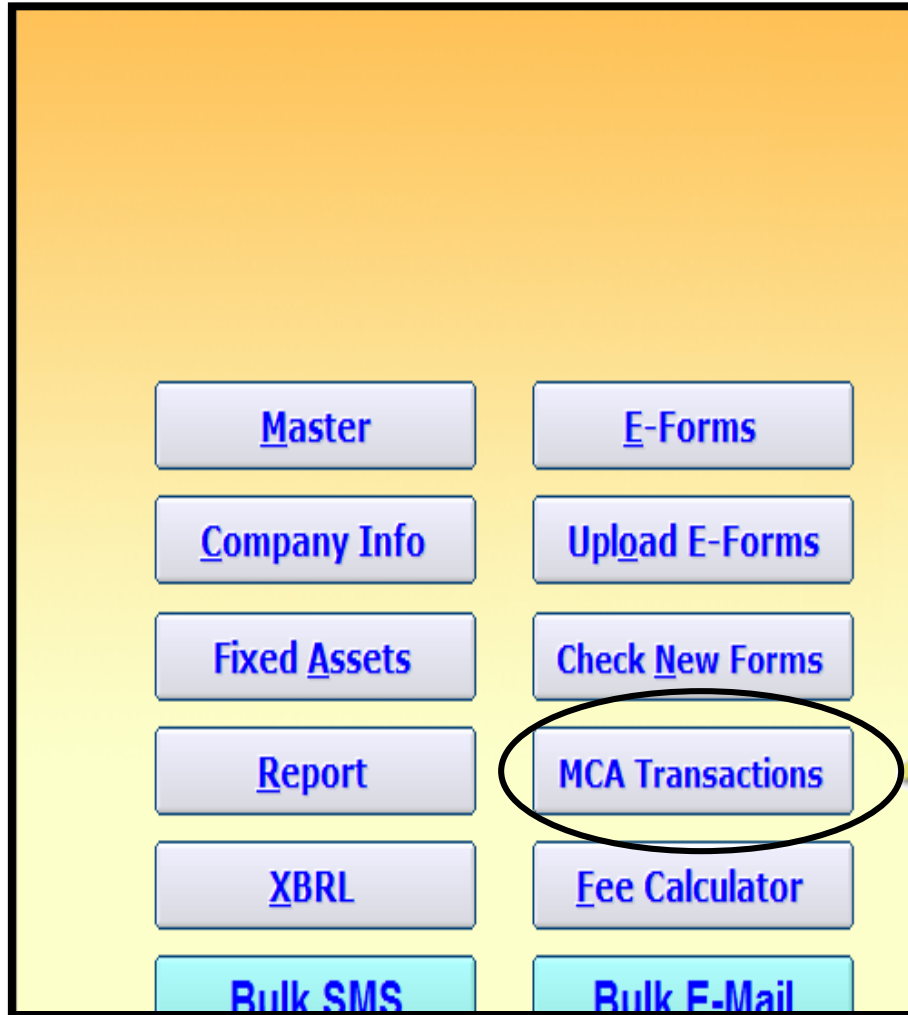 Master
E-Forms
Company Info
Upload E-Forms
Fixed Assets
Check New Forms
Report
MCA Transactions
XBRL
Fee Calculator
Bulk SMS
Bulk E-Mail